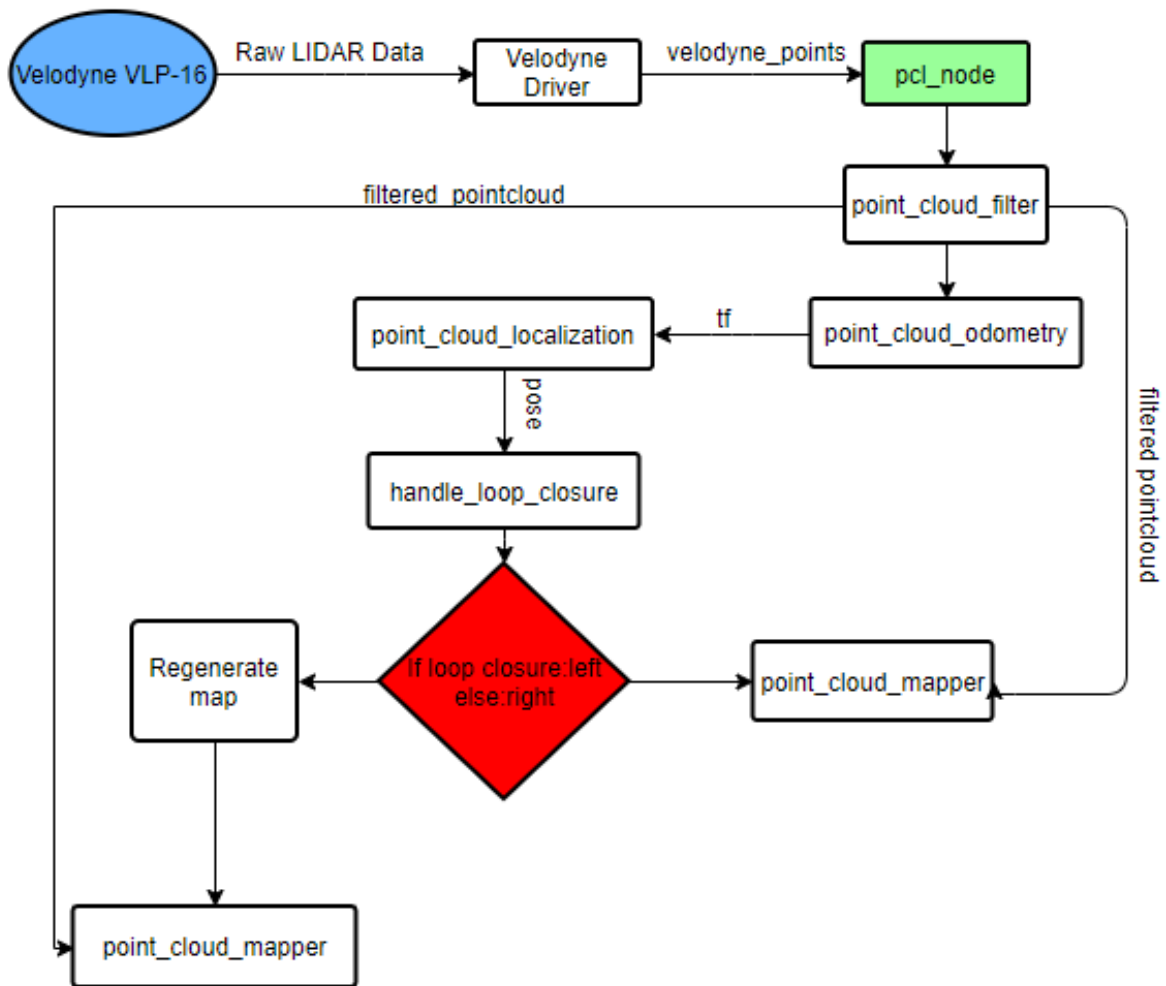 Velodyne VLP-16
Raw LIDAR Data
Velodyne
Driver
velodyne_points
pcl_node
filtered_pointcloud
point_cloud_filter
point_cloud_localization
tf
point_cloud_odometry
pose
filtered pointcloud
handle_loop_closure
Regenerate
map
If loop closure:left
else:right
point_cloud_mapper
point_cloud_mapper